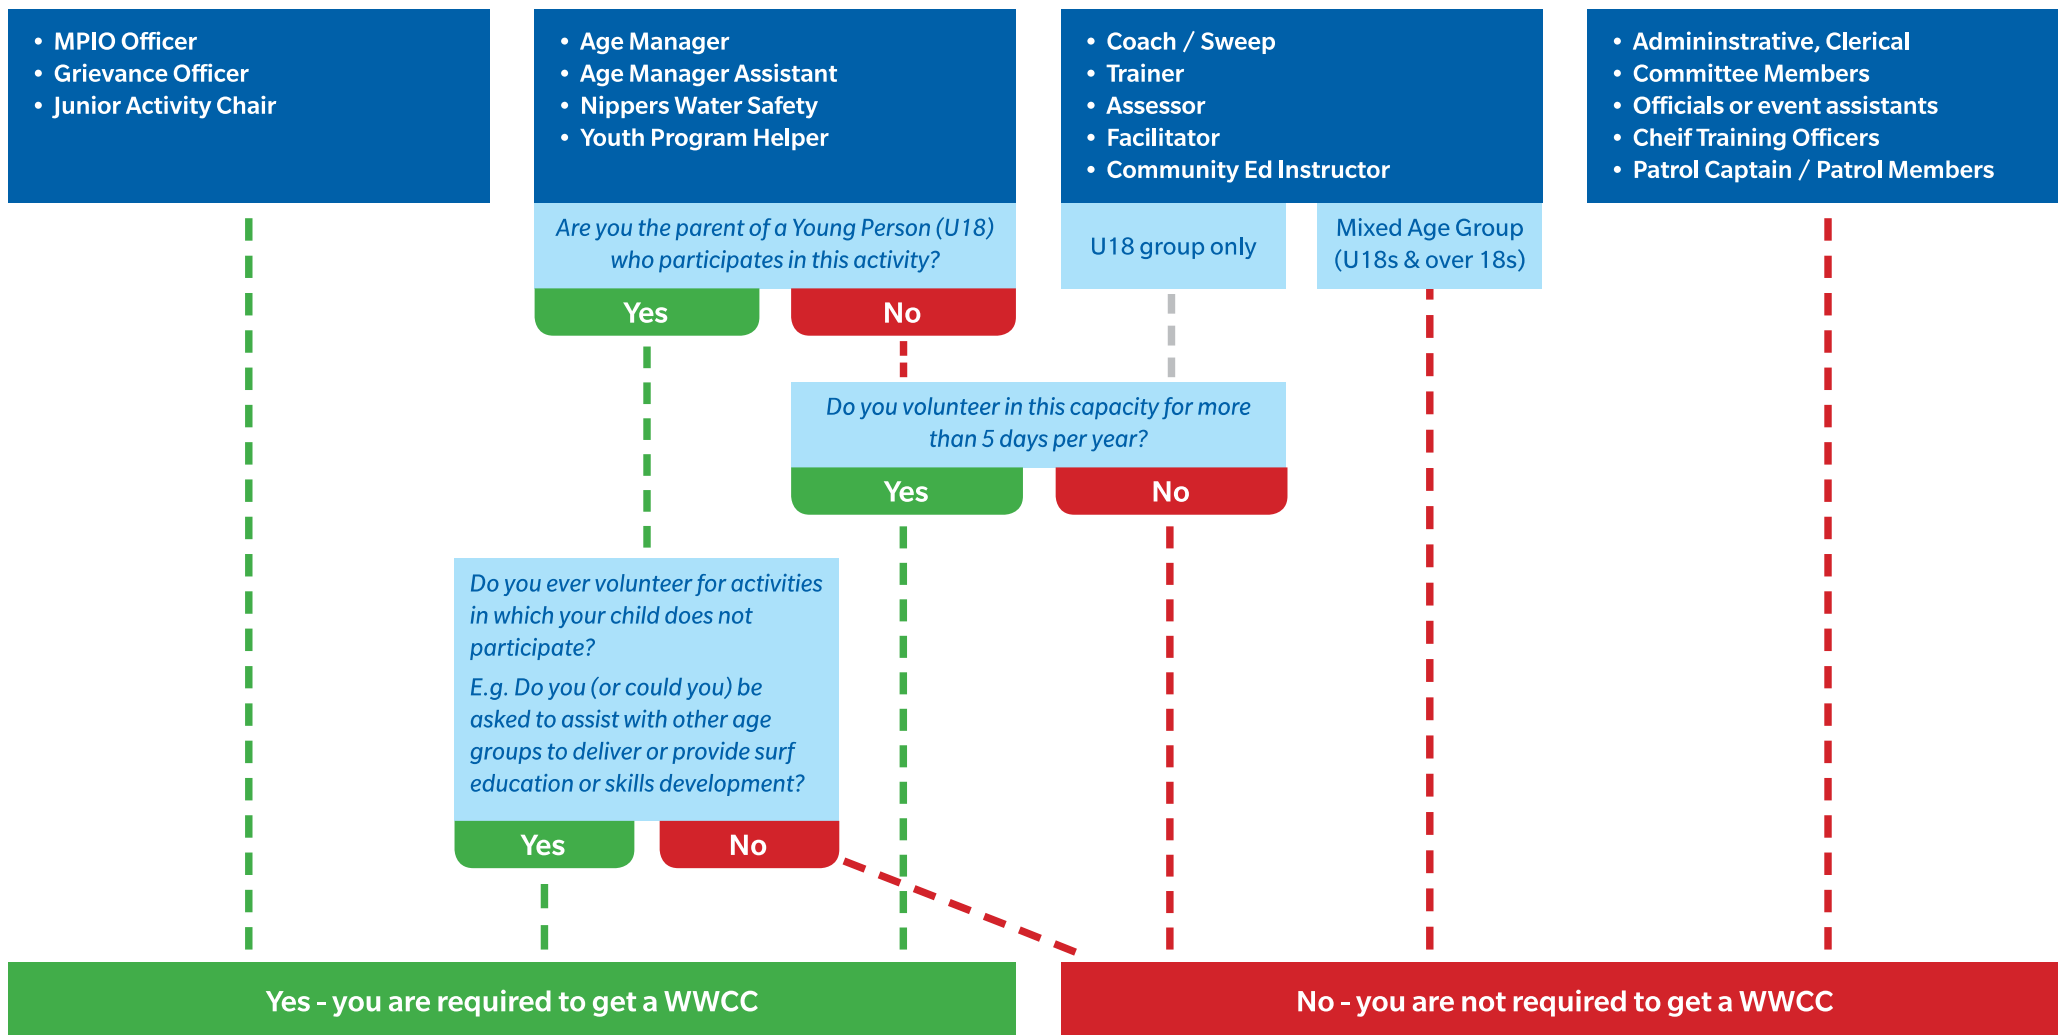 • MPIO Officer
• Grievance Officer
• Junior Activity Chair
• Age Manager
• Age Manager Assistant
• Nippers Water Safety
• Youth Program Helper
• Coach / Sweep
• Trainer
• Assessor
• Facilitator
• Community Ed Instructor
• Admininstrative, Clerical
• Committee Members
• Officials or event assistants
• Cheif Training Officers
• Patrol Captain / Patrol Members
Are you the parent of a Young Person (U18)
who participates in this activity?
Yes
No
U18 group only
Mixed Age Group
(U18s & over 18s)
Do you volunteer in this capacity for more
than 5 days per year?
Yes
No
Do you ever volunteer for activities
in which your child does not
participate?
E.g. Do you (or could you) be
asked to assist with other age
groups to deliver or provide surf
education or skills development?
Yes
No
Yes - you are required to get a WWCC
No - you are not required to get a WWCC